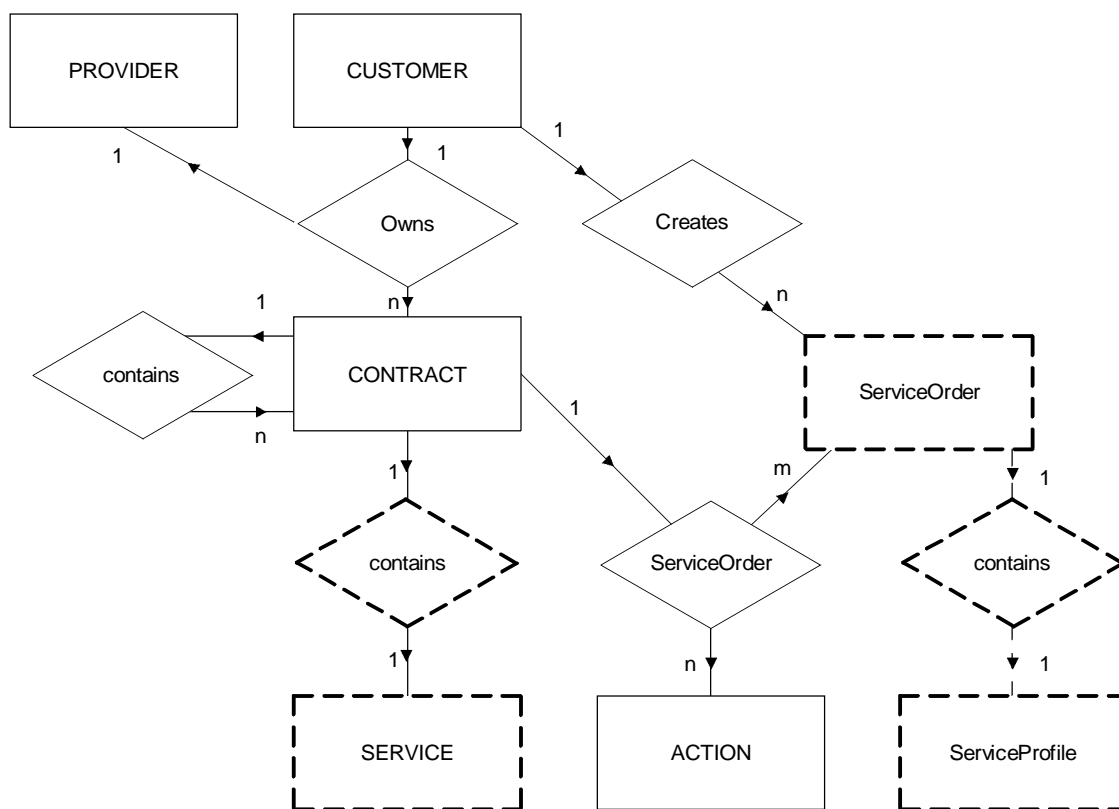 PROVIDER
CUSTOMER
1
1
1
Owns
Creates
1
n
n
contains
CONTRACT
ServiceOrder
n
1
1
m
1
contains
ServiceOrder
contains
1
n
1
SERVICE
ACTION
ServiceProfile